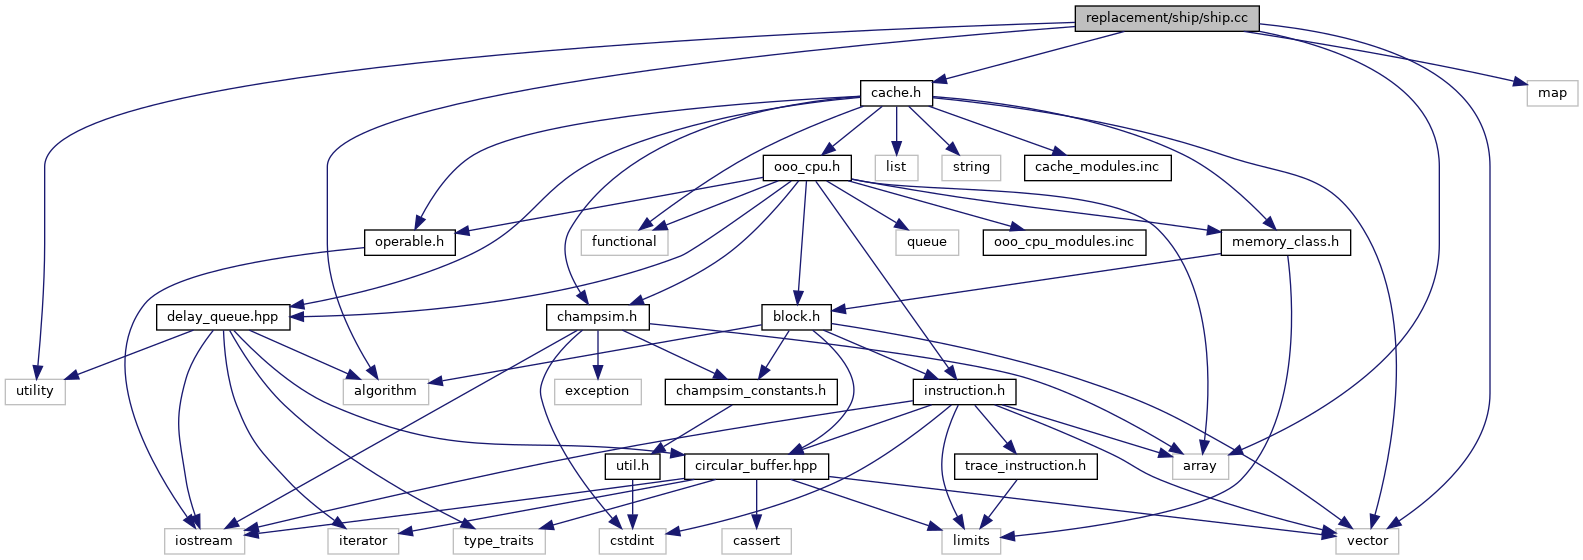 replacement/ship/ship.cc
cache.h
map
ooo_cpu.h
list
string
cache_modules.inc
operable.h
functional
queue
ooo_cpu_modules.inc
memory_class.h
delay_queue.hpp
champsim.h
block.h
utility
algorithm
exception
champsim_constants.h
instruction.h
util.h
circular_buffer.hpp
trace_instruction.h
array
iostream
iterator
type_traits
cstdint
cassert
limits
vector